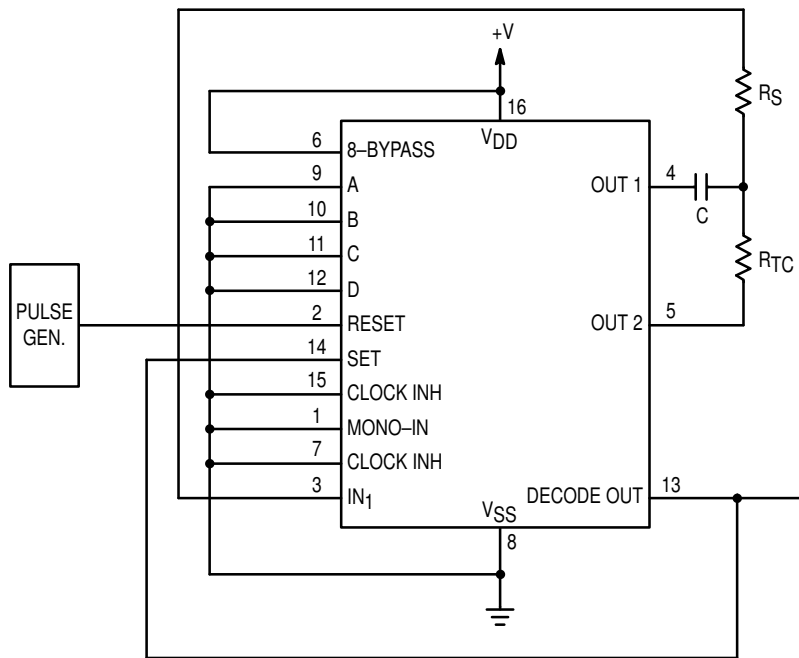 +V
16
VDD
RS
6
8–BYPASS
9
A
10
B
11
C
12
D
2
RESET
14
SET
15
CLOCK INH
1
MONO–IN
7
CLOCK INH
3
IN1
PULSE
GEN.
OUT 1
4
C
RTC
OUT 2
5
DECODE OUT
13
VSS
8